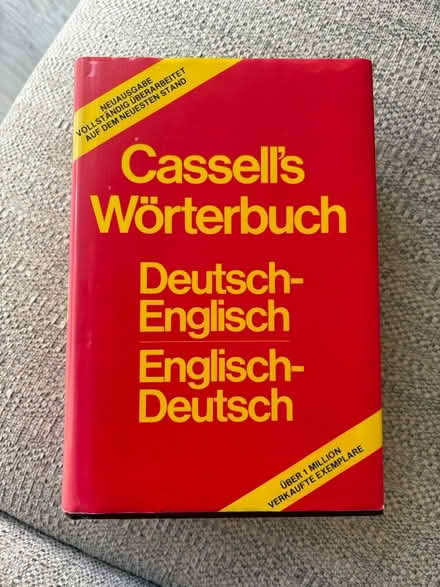 NEUAUSGABE
VOLLSTÄNDIG ÜBERARBEITET
AUF DEM NEUESTEN STAND
Cassell's
Wörterbuch
Deutsch-
Englisch
Englisch-
Deutsch
ÜBER 1 MILLION
VERKAUFTE EXEMPLARE